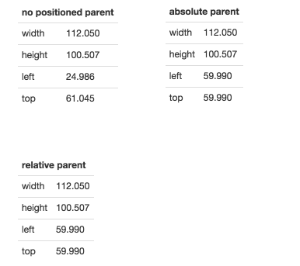 no positioned parent
width 112.050
height 100.507
left 24.986
top 61.045
absolute parent
width 112.050
height 100.507
left 59.990
top 59.990
relative parent
width 112.050
height 100.507
left 59.990
top 59.990